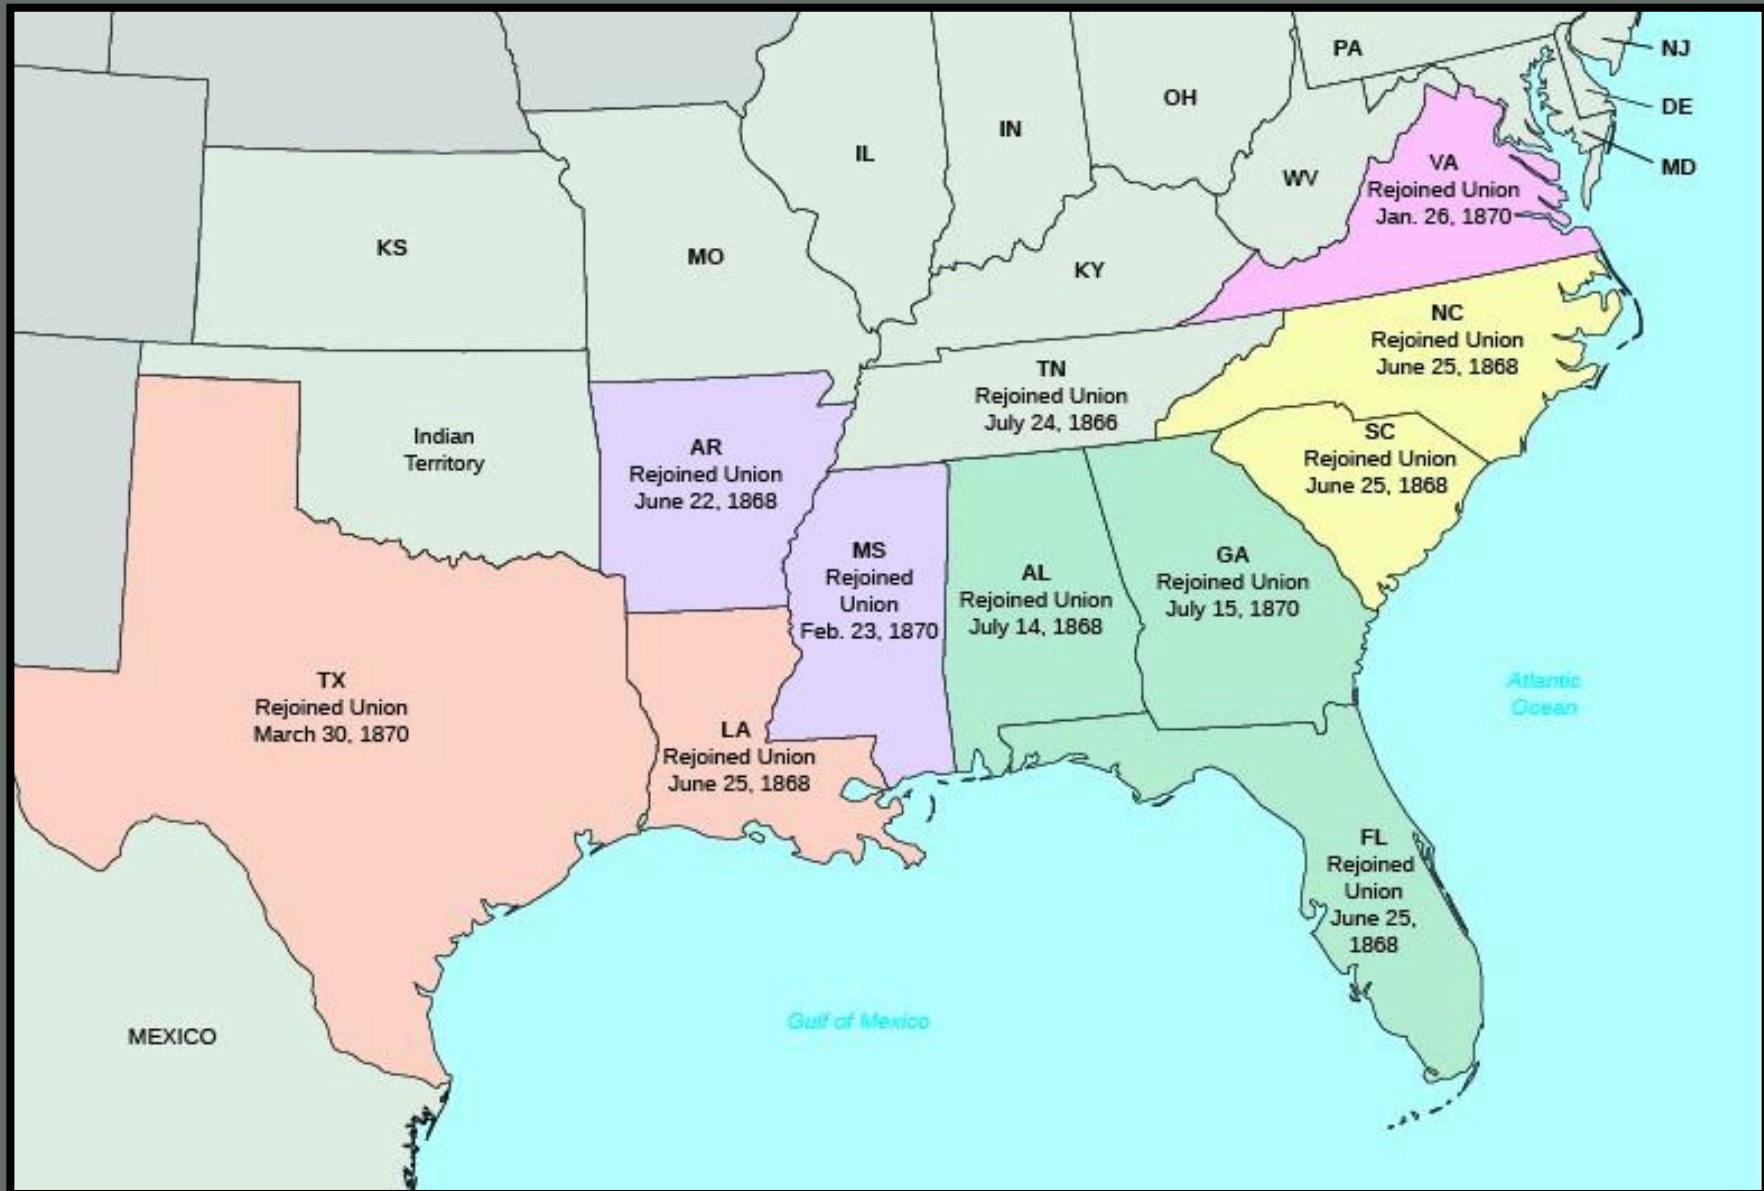 PA
NJ
OH
DE
IN
IL
VA
Rejoined Union
Jan. 26, 1870
MD
WV
KS
MO
KY
NC
Rejoined Union
June 25, 1868
TN
Rejoined Union
July 24, 1866
Indian
Territory
AR
Rejoined Union
June 22, 1868
SC
Rejoined Union
June 25, 1868
MS
Rejoined
Union
Feb. 23, 1870
AL
Rejoined Union
July 14, 1868
GA
Rejoined Union
July 15, 1870
TX
Rejoined Union
March 30, 1870
LA
Rejoined Union
June 25, 1868
Atlantic
Ocean
FL
Rejoined
Union
June 25,
1868
Gulf of Mexico
MEXICO